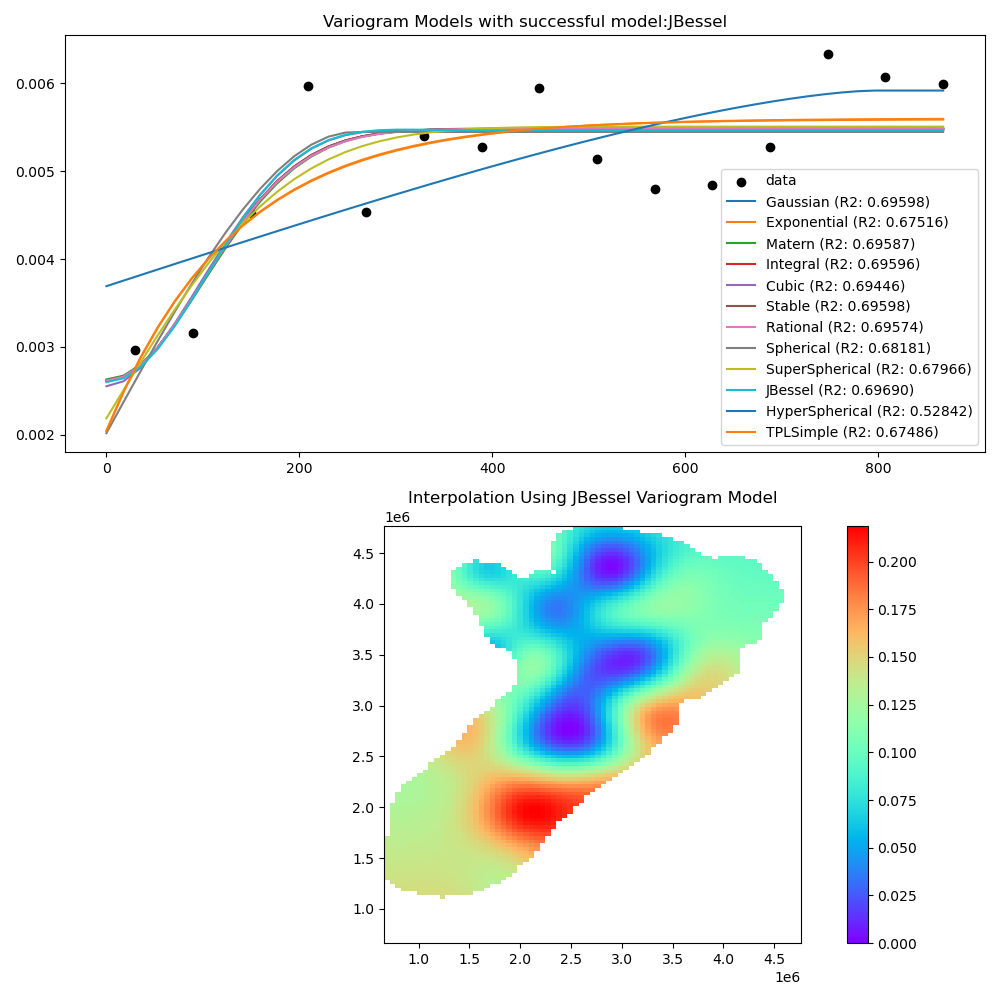 Variogram Models with successful model:JBessel
0.006
0.005
0.004
0.003
0.002
data
Gaussian (R2: 0.69598)
Exponential (R2: 0.67516)
Matern (R2: 0.69587)
Integral (R2: 0.69596)
Cubic (R2: 0.69446)
Stable (R2: 0.69598)
Rational (R2: 0.69574)
Spherical (R2: 0.68181)
SuperSpherical (R2: 0.67966)
JBessel (R2: 0.69690)
HyperSpherical (R2: 0.52842)
TPLSimple (R2: 0.67486)
0 200 400 600 800
Interpolation Using JBessel Variogram Model
1e6
4.5
4.0
3.5
3.0
2.5
2.0
1.5
1.0
1.0 1.5 2.0 2.5 3.0 3.5 4.0 4.5
1e6
0.200
0.175
0.150
0.125
0.100
0.075
0.050
0.025
0.000